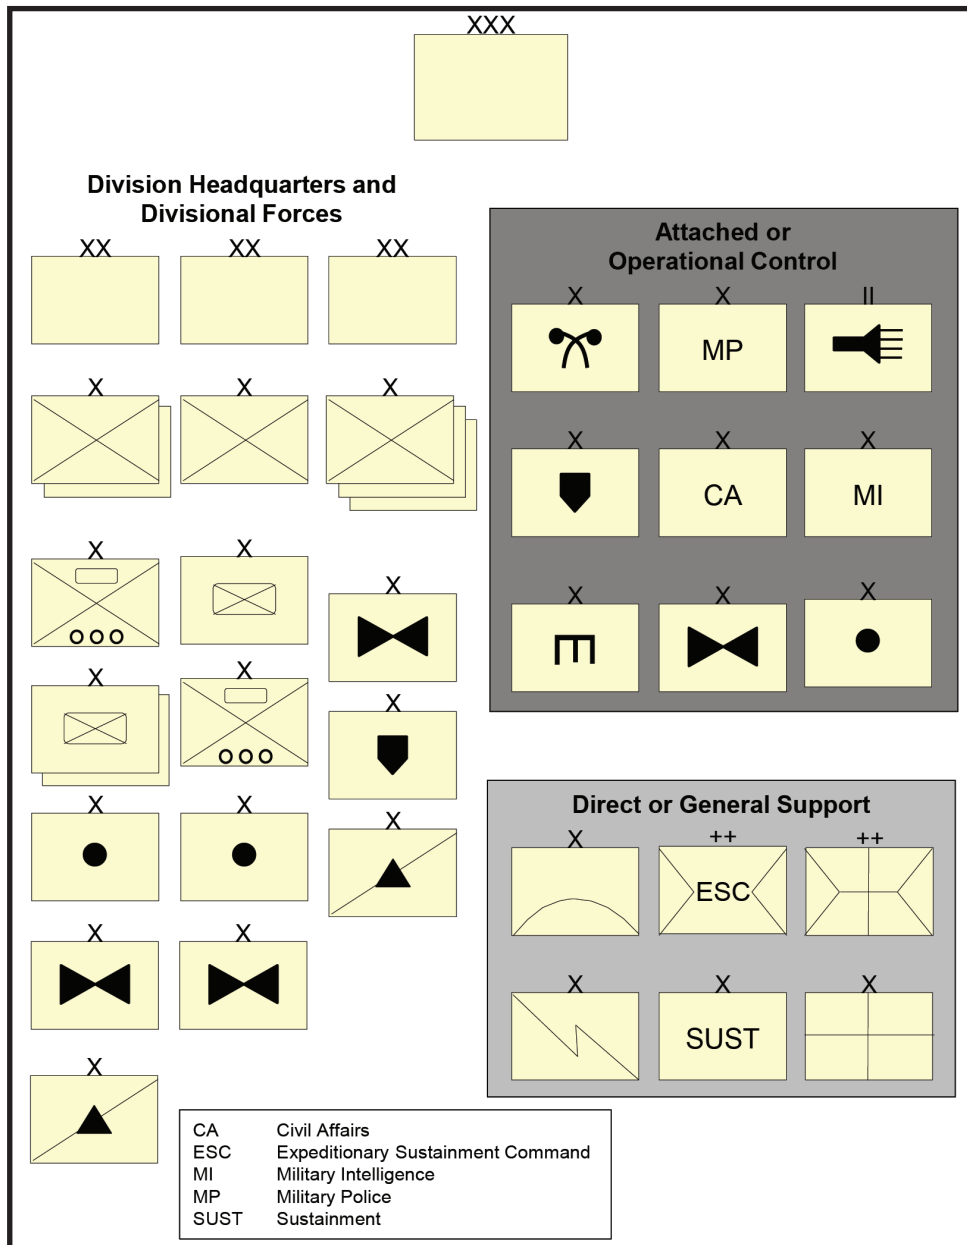 XXX
Division Headquarters and
Divisional Forces
XX XX XX
X X X
X X
X
X X
X
X X
X
X X
X
Attached or
Operational Control
X X II
MP
X X X
CA MI
X X X
Direct or General Support
X ++ ++
ESC
X X X
SUST
CA Civil Affairs
ESC Expeditionary Sustainment Command
MI Military Intelligence
MP Military Police
SUST Sustainment